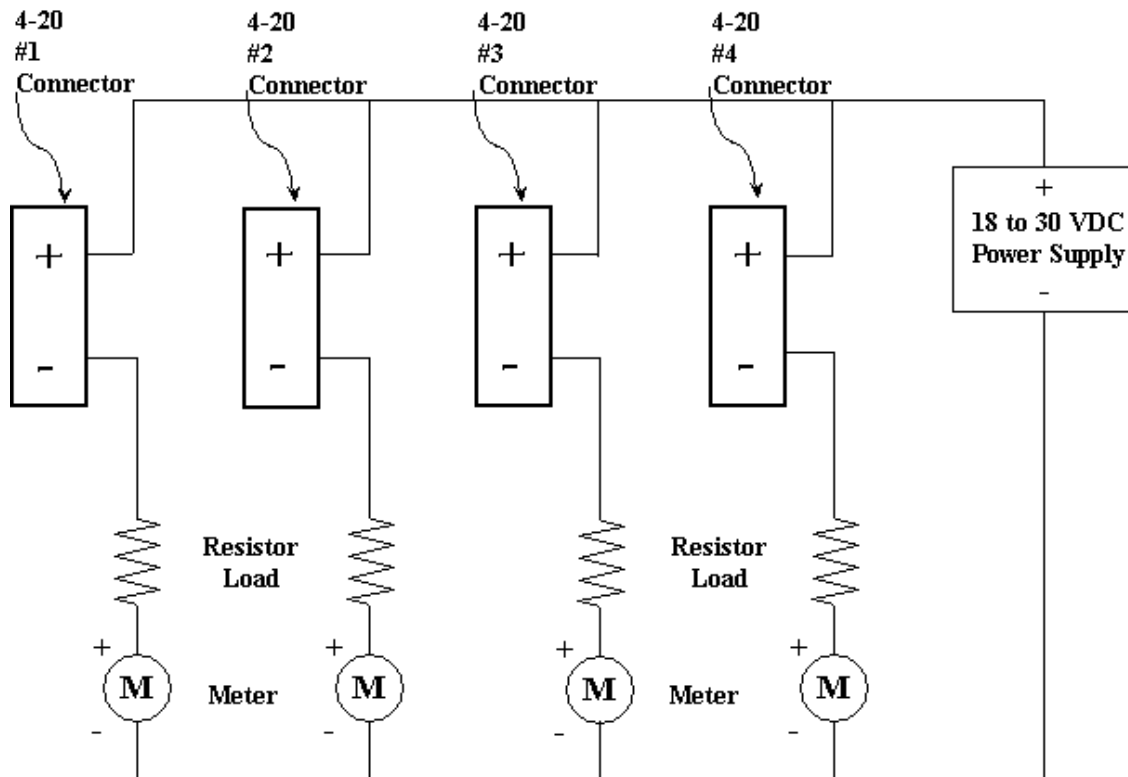 4-20
#1
Connector
4-20
#2
Connector
4-20
#3
Connector
4-20
#4
Connector
+
-
+
-
+
-
+
-
+
18 to 30 VDC
Power Supply
-
Resistor
Load
Resistor
Load
+
M
-
Meter
+
M
-
+
M
-
Meter
+
M
-